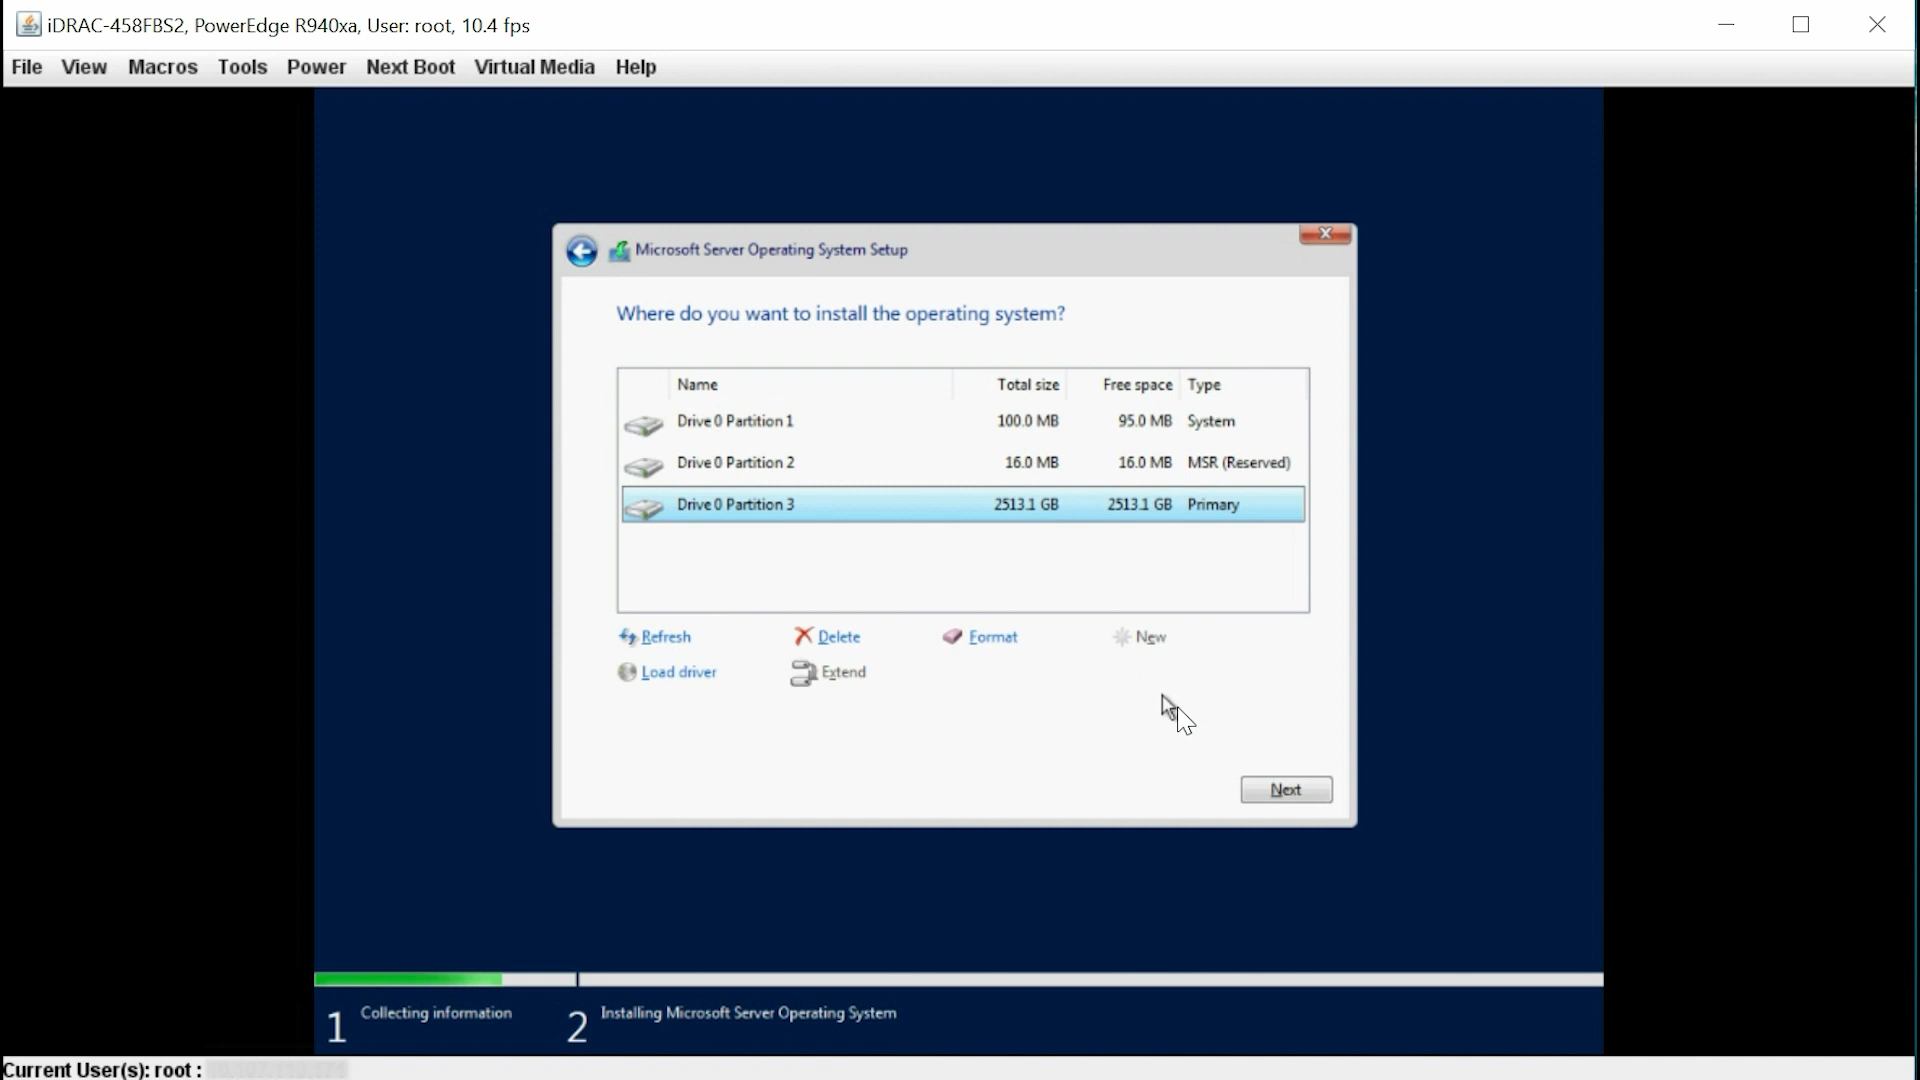 iDRAC-458FBS2, PowerEdge R940xa, User: root, 10.4 fps
File View Macros Tools Power Next Boot Virtual Media Help
Microsoft Server Operating System Setup
Where do you want to install the operating system?
Name Total size Free space Type
Drive 0 Partition 1 100.0 MB 95.0 MB System
Drive 0 Partition 2 16.0 MB 16.0 MB MSR (Reserved)
Drive 0 Partition 3 2513.1 GB 2513.1 GB Primary
Refresh Delete Format New
Load driver Extend
Next
1 Collecting information 2 Installing Microsoft Server Operating System
Current User(s): root :